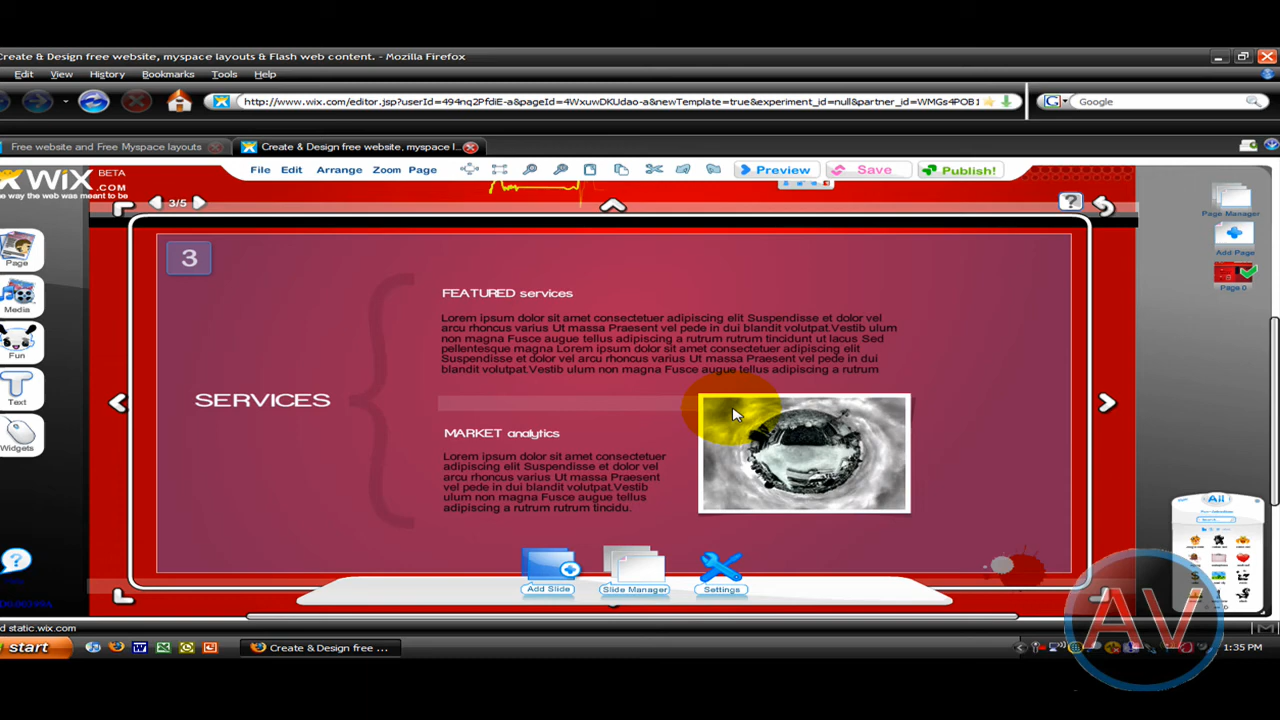 Create & Design free website, myspace layouts & Flash web content. - Mozilla Firefox
Edit View History Bookmarks Tools Help
http://www.wix.com/editor.jsp?userId=494nq2PfdiE-a&pageId=4WxuwDKUdao-a&newTemplate=true&experiment_id=null&partner_id=WMGs4POB1
Google
Free website and Free Myspace layouts
Create & Design free website, myspace l...
WiX BETA
.COM
he way the web was meant to be
File Edit Arrange Zoom Page
Preview
Save
Publish!
3/5
?
Page Manager
Add Page
Page 0
Page
Media
Fun
Text
Widgets
3
SERVICES
FEATURED services
Lorem ipsum dolor sit amet consectetuer adipiscing elit Suspendisse et dolor vel
arcu rhoncus varius Ut massa Praesent vel pede in dui blandit volutpat.Vestib ulum
non magna Fusce augue tellus adipiscing a rutrum rutrum tincidunt ut lacus Sed
pellentesque magna Lorem ipsum dolor sit amet consectetuer adipiscing elit
Suspendisse et dolor vel arcu rhoncus varius Ut massa Praesent vel pede in dui
blandit volutpat.Vestib ulum non magna Fusce augue tellus adipiscing a rutrum
MARKET analytics
Lorem ipsum dolor sit amet consectetuer
adipiscing elit Suspendisse et dolor vel
arcu rhoncus varius Ut massa Praesent
vel pede in dui blandit volutpat.Vestib
ulum non magna Fusce augue tellus
adipiscing a rutrum rutrum tincidu.
Add Slide
Slide Manager
Settings
All
?
d static.wix.com
start
Create & Design free ...
1:35 PM
AV